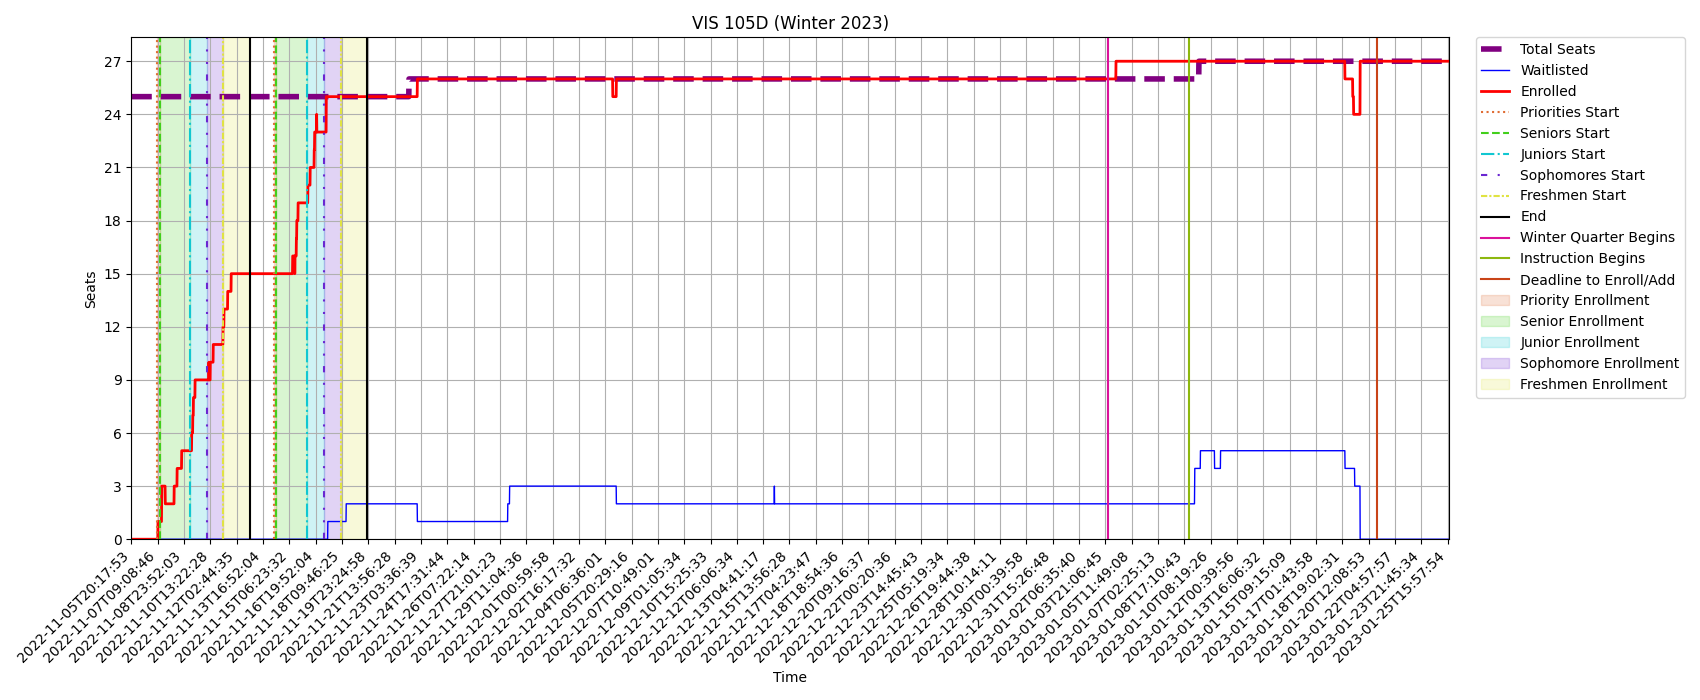 VIS 105D (Winter 2023)
Seats
27
24
21
18
15
12
9
6
3
0
2022-11-05T20:17:53
2022-11-07T09:08:46
2022-11-08T23:52:03
2022-11-10T13:22:28
2022-11-12T02:44:35
2022-11-13T16:52:04
2022-11-15T06:23:32
2022-11-16T19:52:04
2022-11-18T09:46:25
2022-11-19T23:24:58
2022-11-21T13:56:28
2022-11-23T03:36:39
2022-11-24T17:31:44
2022-11-26T07:22:14
2022-11-27T21:01:23
2022-11-29T11:04:36
2022-12-01T00:59:58
2022-12-02T16:17:32
2022-12-04T06:36:01
2022-12-05T20:29:16
2022-12-07T10:49:01
2022-12-09T01:05:34
2022-12-10T15:25:33
2022-12-12T06:06:34
2022-12-13T04:41:17
2022-12-15T13:56:28
2022-12-17T04:23:47
2022-12-18T18:54:36
2022-12-20T09:16:37
2022-12-22T00:20:36
2022-12-23T14:45:43
2022-12-25T05:19:34
2022-12-26T19:44:38
2022-12-28T10:14:11
2022-12-30T00:39:58
2022-12-31T15:26:48
2023-01-02T06:35:40
2023-01-03T21:06:45
2023-01-05T11:49:08
2023-01-07T02:25:13
2023-01-08T17:10:43
2023-01-10T08:19:26
2023-01-12T00:39:56
2023-01-13T16:06:32
2023-01-15T09:15:09
2023-01-17T01:43:58
2023-01-18T19:02:31
2023-01-20T12:08:53
2023-01-22T04:57:57
2023-01-23T21:45:34
2023-01-25T15:57:54
Time
Total Seats
Waitlisted
Enrolled
Priorities Start
Seniors Start
Juniors Start
Sophomores Start
Freshmen Start
End
Winter Quarter Begins
Instruction Begins
Deadline to Enroll/Add
Priority Enrollment
Senior Enrollment
Junior Enrollment
Sophomore Enrollment
Freshmen Enrollment